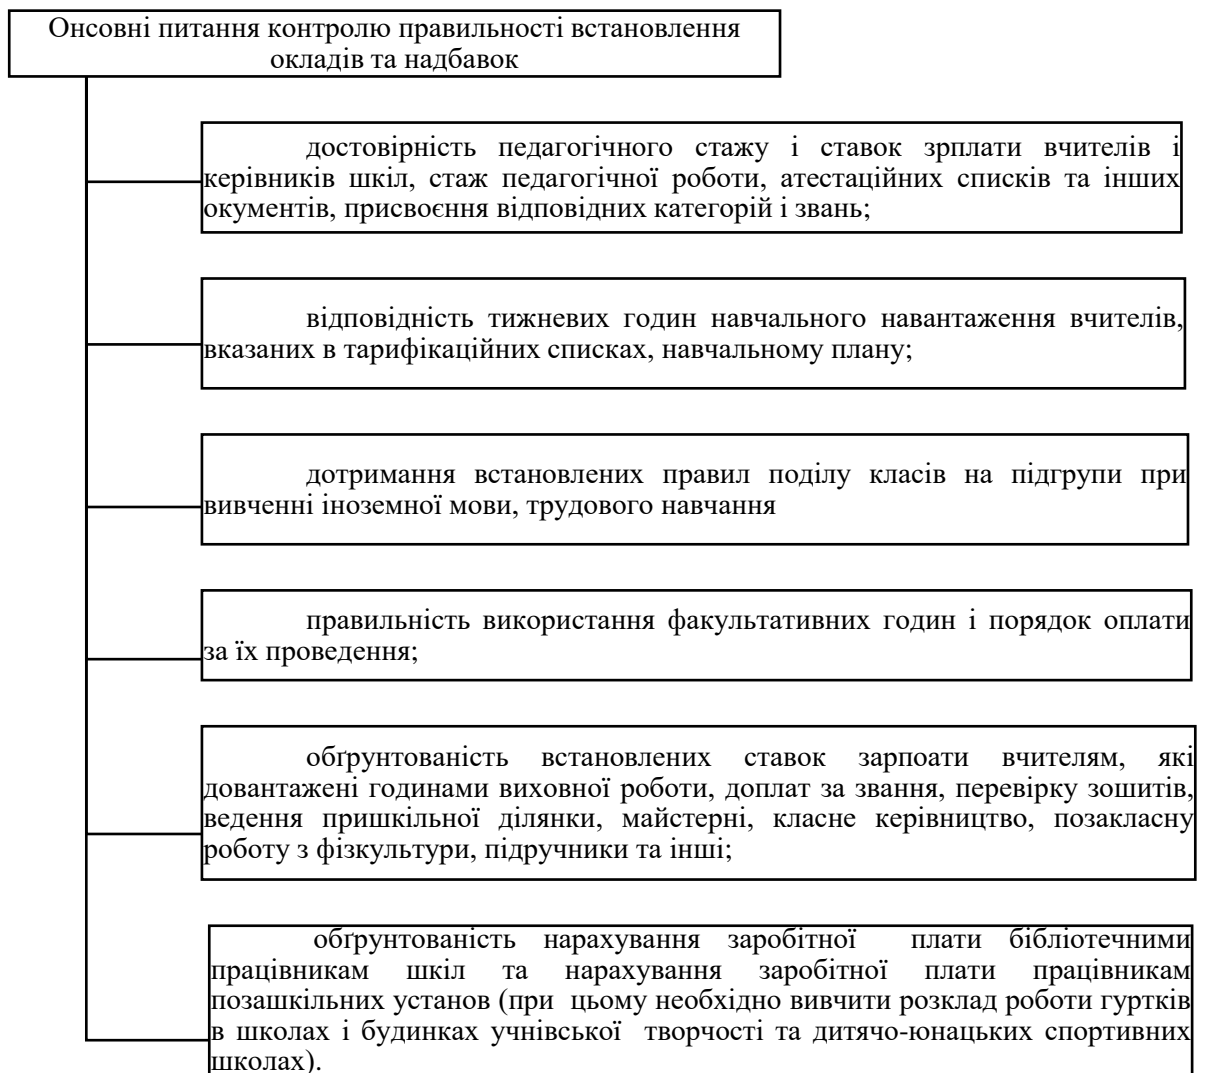 Онсовні питання контролю правильності встановлення
окладів та надбавок
достовірність педагогічного стажу і ставок зрплати вчителів і
керівників шкіл, стаж педагогічної роботи, атестаційних списків та інших
окументів, присвоєння відповідних категорій і звань;
відповідність тижневих годин навчального навантаження вчителів,
вказаних в тарифікаційних списках, навчальному плану;
дотримання встановлених правил поділу класів на підгрупи при
вивченні іноземної мови, трудового навчання
правильність використання факультативних годин і порядок оплати
за їх проведення;
обґрунтованість встановлених ставок зарпоати вчителям, які
довантажені годинами виховної роботи, доплат за звання, перевірку зошитів,
ведення пришкільної ділянки, майстерні, класне керівництво, позакласну
роботу з фізкультури, підручники та інші;
обґрунтованість нарахування заробітної плати бібліотечними
працівникам шкіл та нарахування заробітної плати працівникам
позашкільних установ (при цьому необхідно вивчити розклад роботи гуртків
в школах і будинках учнівської творчості та дитячо-юнацьких спортивних
школах).